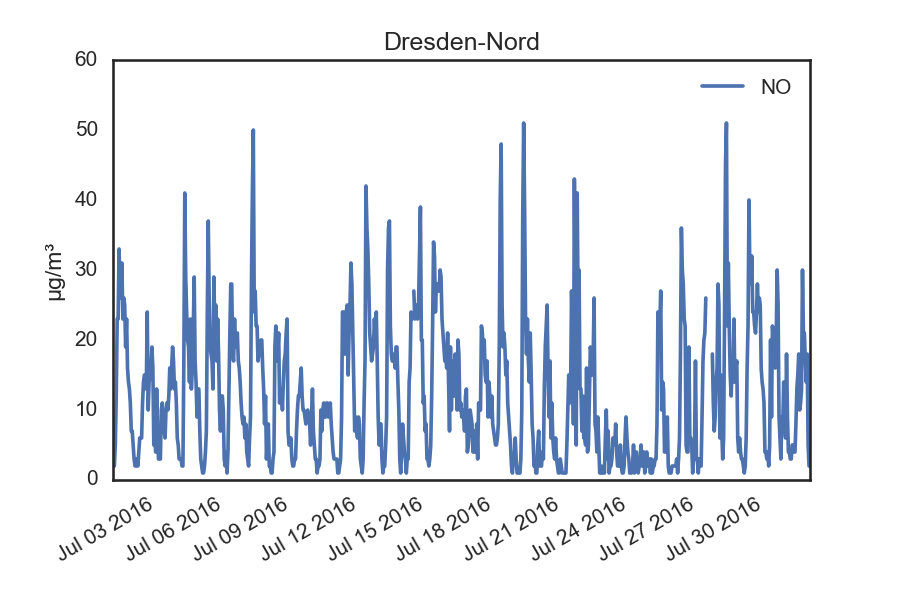 Dresden-Nord
NO
µg/m³
60
50
40
30
20
10
0
Jul 03 2016
Jul 06 2016
Jul 09 2016
Jul 12 2016
Jul 15 2016
Jul 18 2016
Jul 21 2016
Jul 24 2016
Jul 27 2016
Jul 30 2016